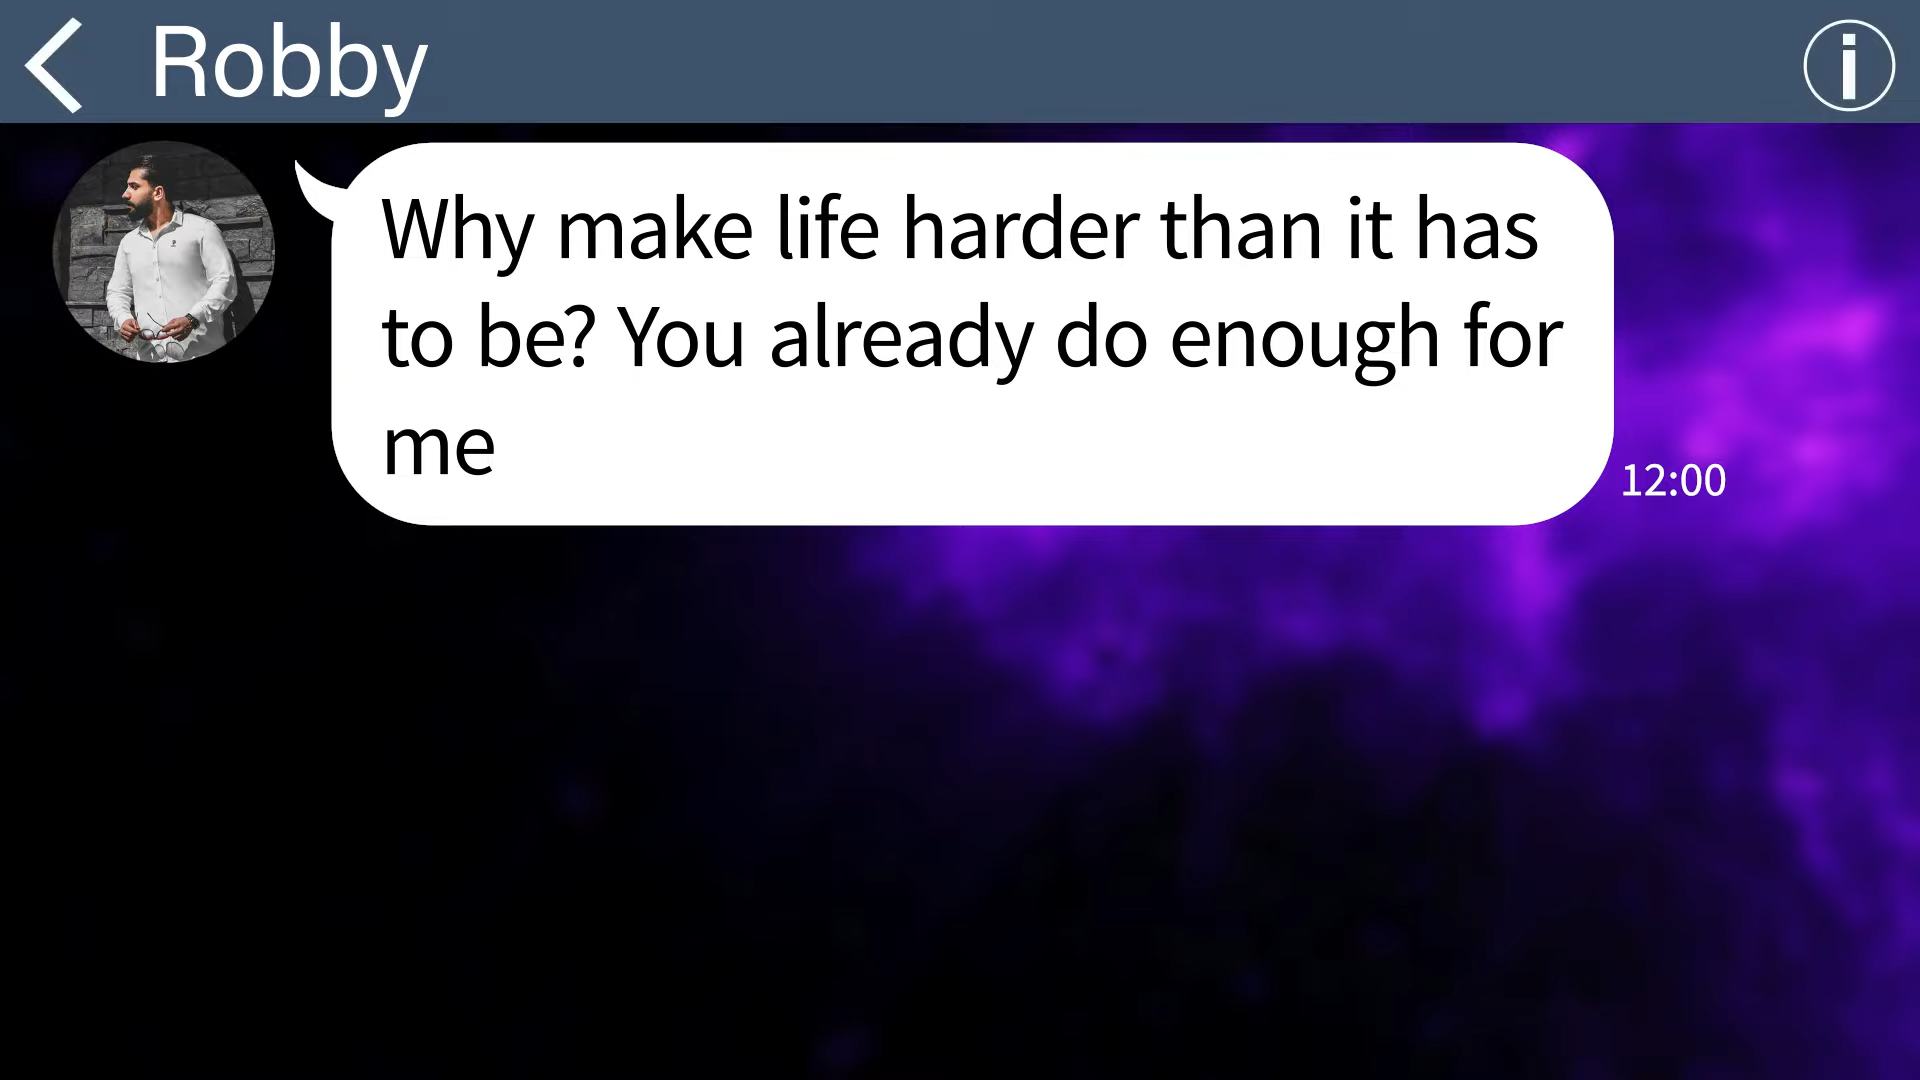 Robby
Why make life harder than it has
to be? You already do enough for
me
12:00